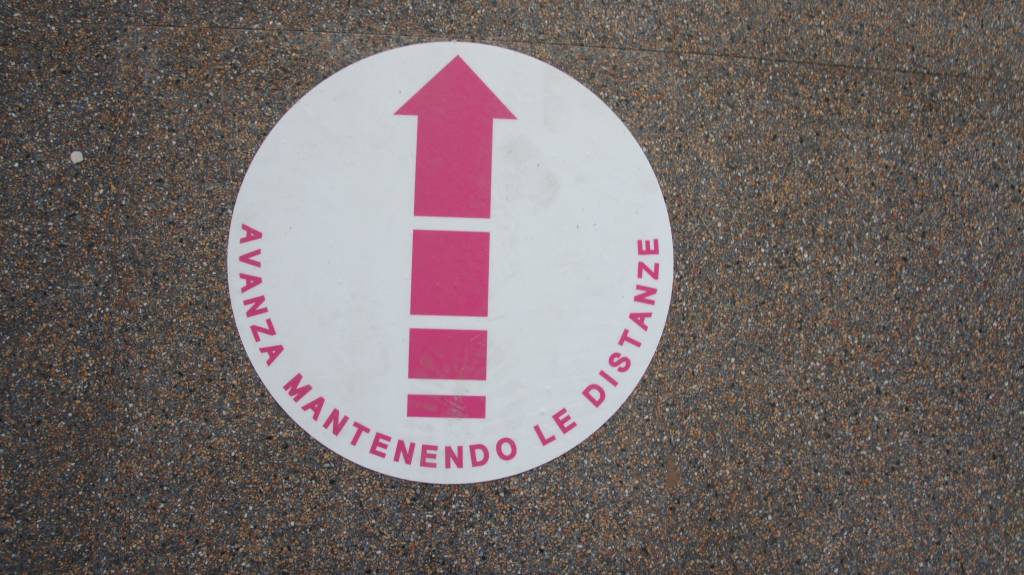 AVANZA MANTENENDO LE DISTANZE